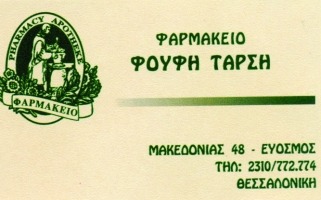 PHARMACY APOTHEKE
ΦΑΡΜΑΚΕΙΟ
ΦΑΡΜΑΚΕΙΟ
ΦΟΥΦΗ ΤΑΡΣΗ
ΜΑΚΕΔΟΝΙΑΣ 48 - ΕΥΟΣΜΟΣ
ΤΗΛ: 2310/772.774
ΘΕΣΣΑΛΟΝΙΚΗ